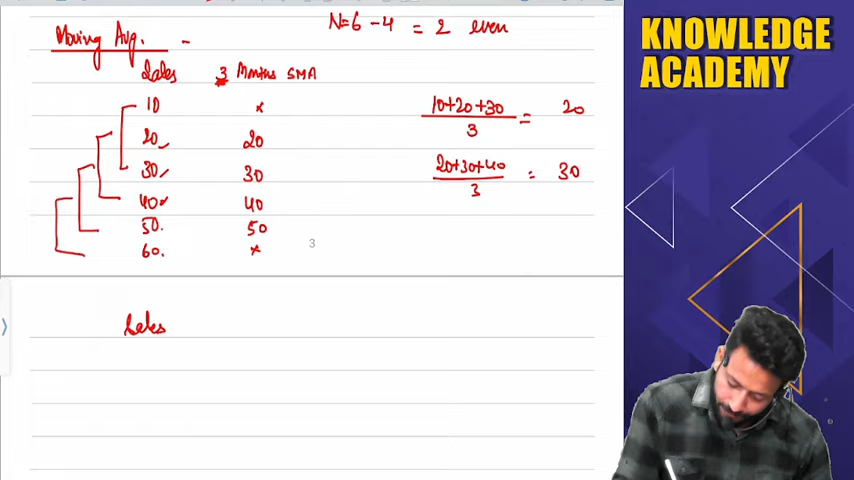 N=6-4 = 2 even
Moving Avg. -
Sales 3 Months SMA
10 × 10+20+30/3 = 20
20 20
30 30 20+30+40/3 = 30
40 40
50. 50
60. ×
3
Sales
KNOWLEDGE
ACADEMY